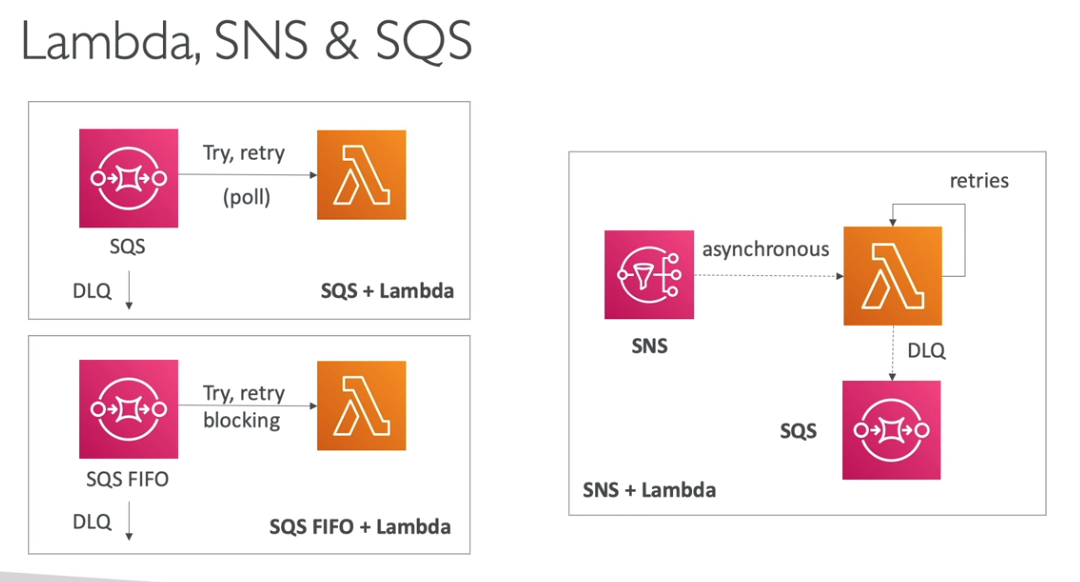 Lambda, SNS & SQS
Try, retry
(poll)
SQS
DLQ
SQS + Lambda
Try, retry
blocking
SQS FIFO
DLQ
SQS FIFO + Lambda
retries
asynchronous
SNS
DLQ
SQS
SNS + Lambda